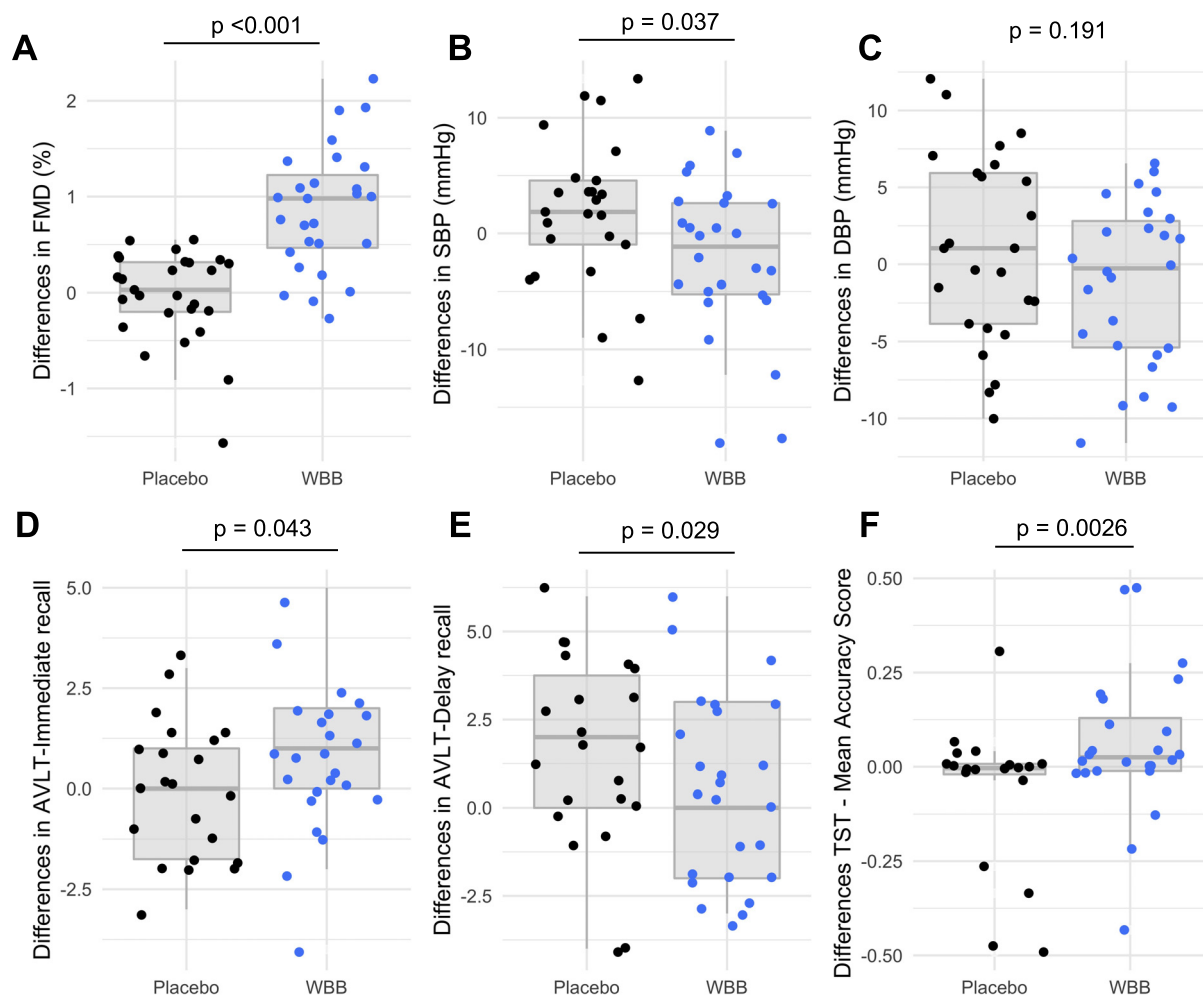 A
p <0.001
Differences in FMD (%)
2
1
0
-1
Placebo
WBB
B
p = 0.037
Differences in SBP (mmHg)
10
0
-10
Placebo
WBB
C
p = 0.191
Differences in DBP (mmHg)
10
5
0
-5
-10
Placebo
WBB
D
p = 0.043
Differences in AVLT-Immediate recall
5.0
2.5
0.0
-2.5
Placebo
WBB
E
p = 0.029
Differences in AVLT-Delay recall
5.0
2.5
0.0
-2.5
Placebo
WBB
F
p = 0.0026
Differences TST - Mean Accuracy Score
0.50
0.25
0.00
-0.25
-0.50
Placebo
WBB